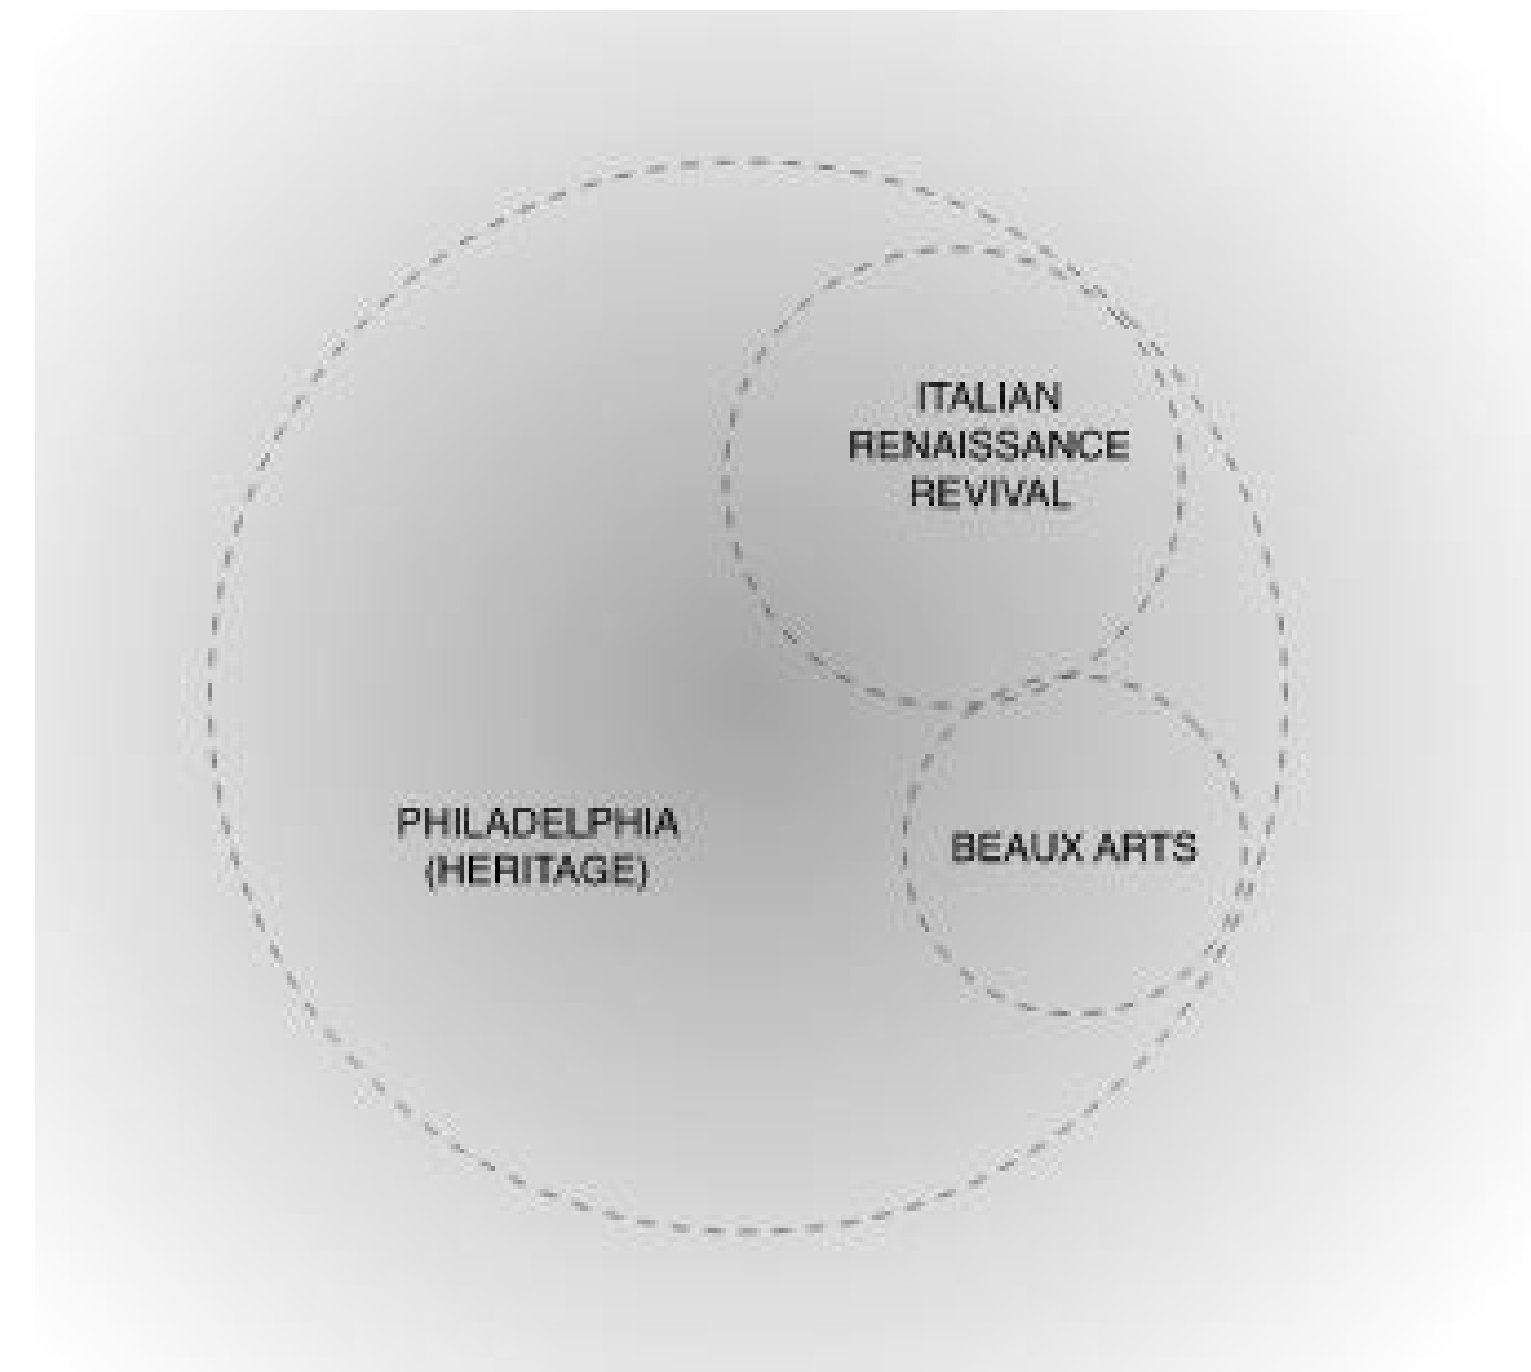 ITALIAN
RENAISSANCE
REVIVAL
PHILADELPHIA
(HERITAGE)
BEAUX ARTS